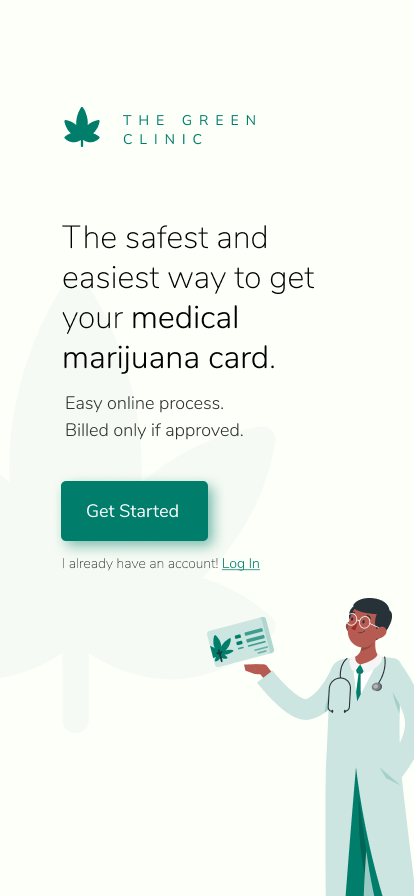 THE GREEN
CLINIC
The safest and
easiest way to get
your medical
marijuana card.
Easy online process.
Billed only if approved.
Get Started
I already have an account! Log In